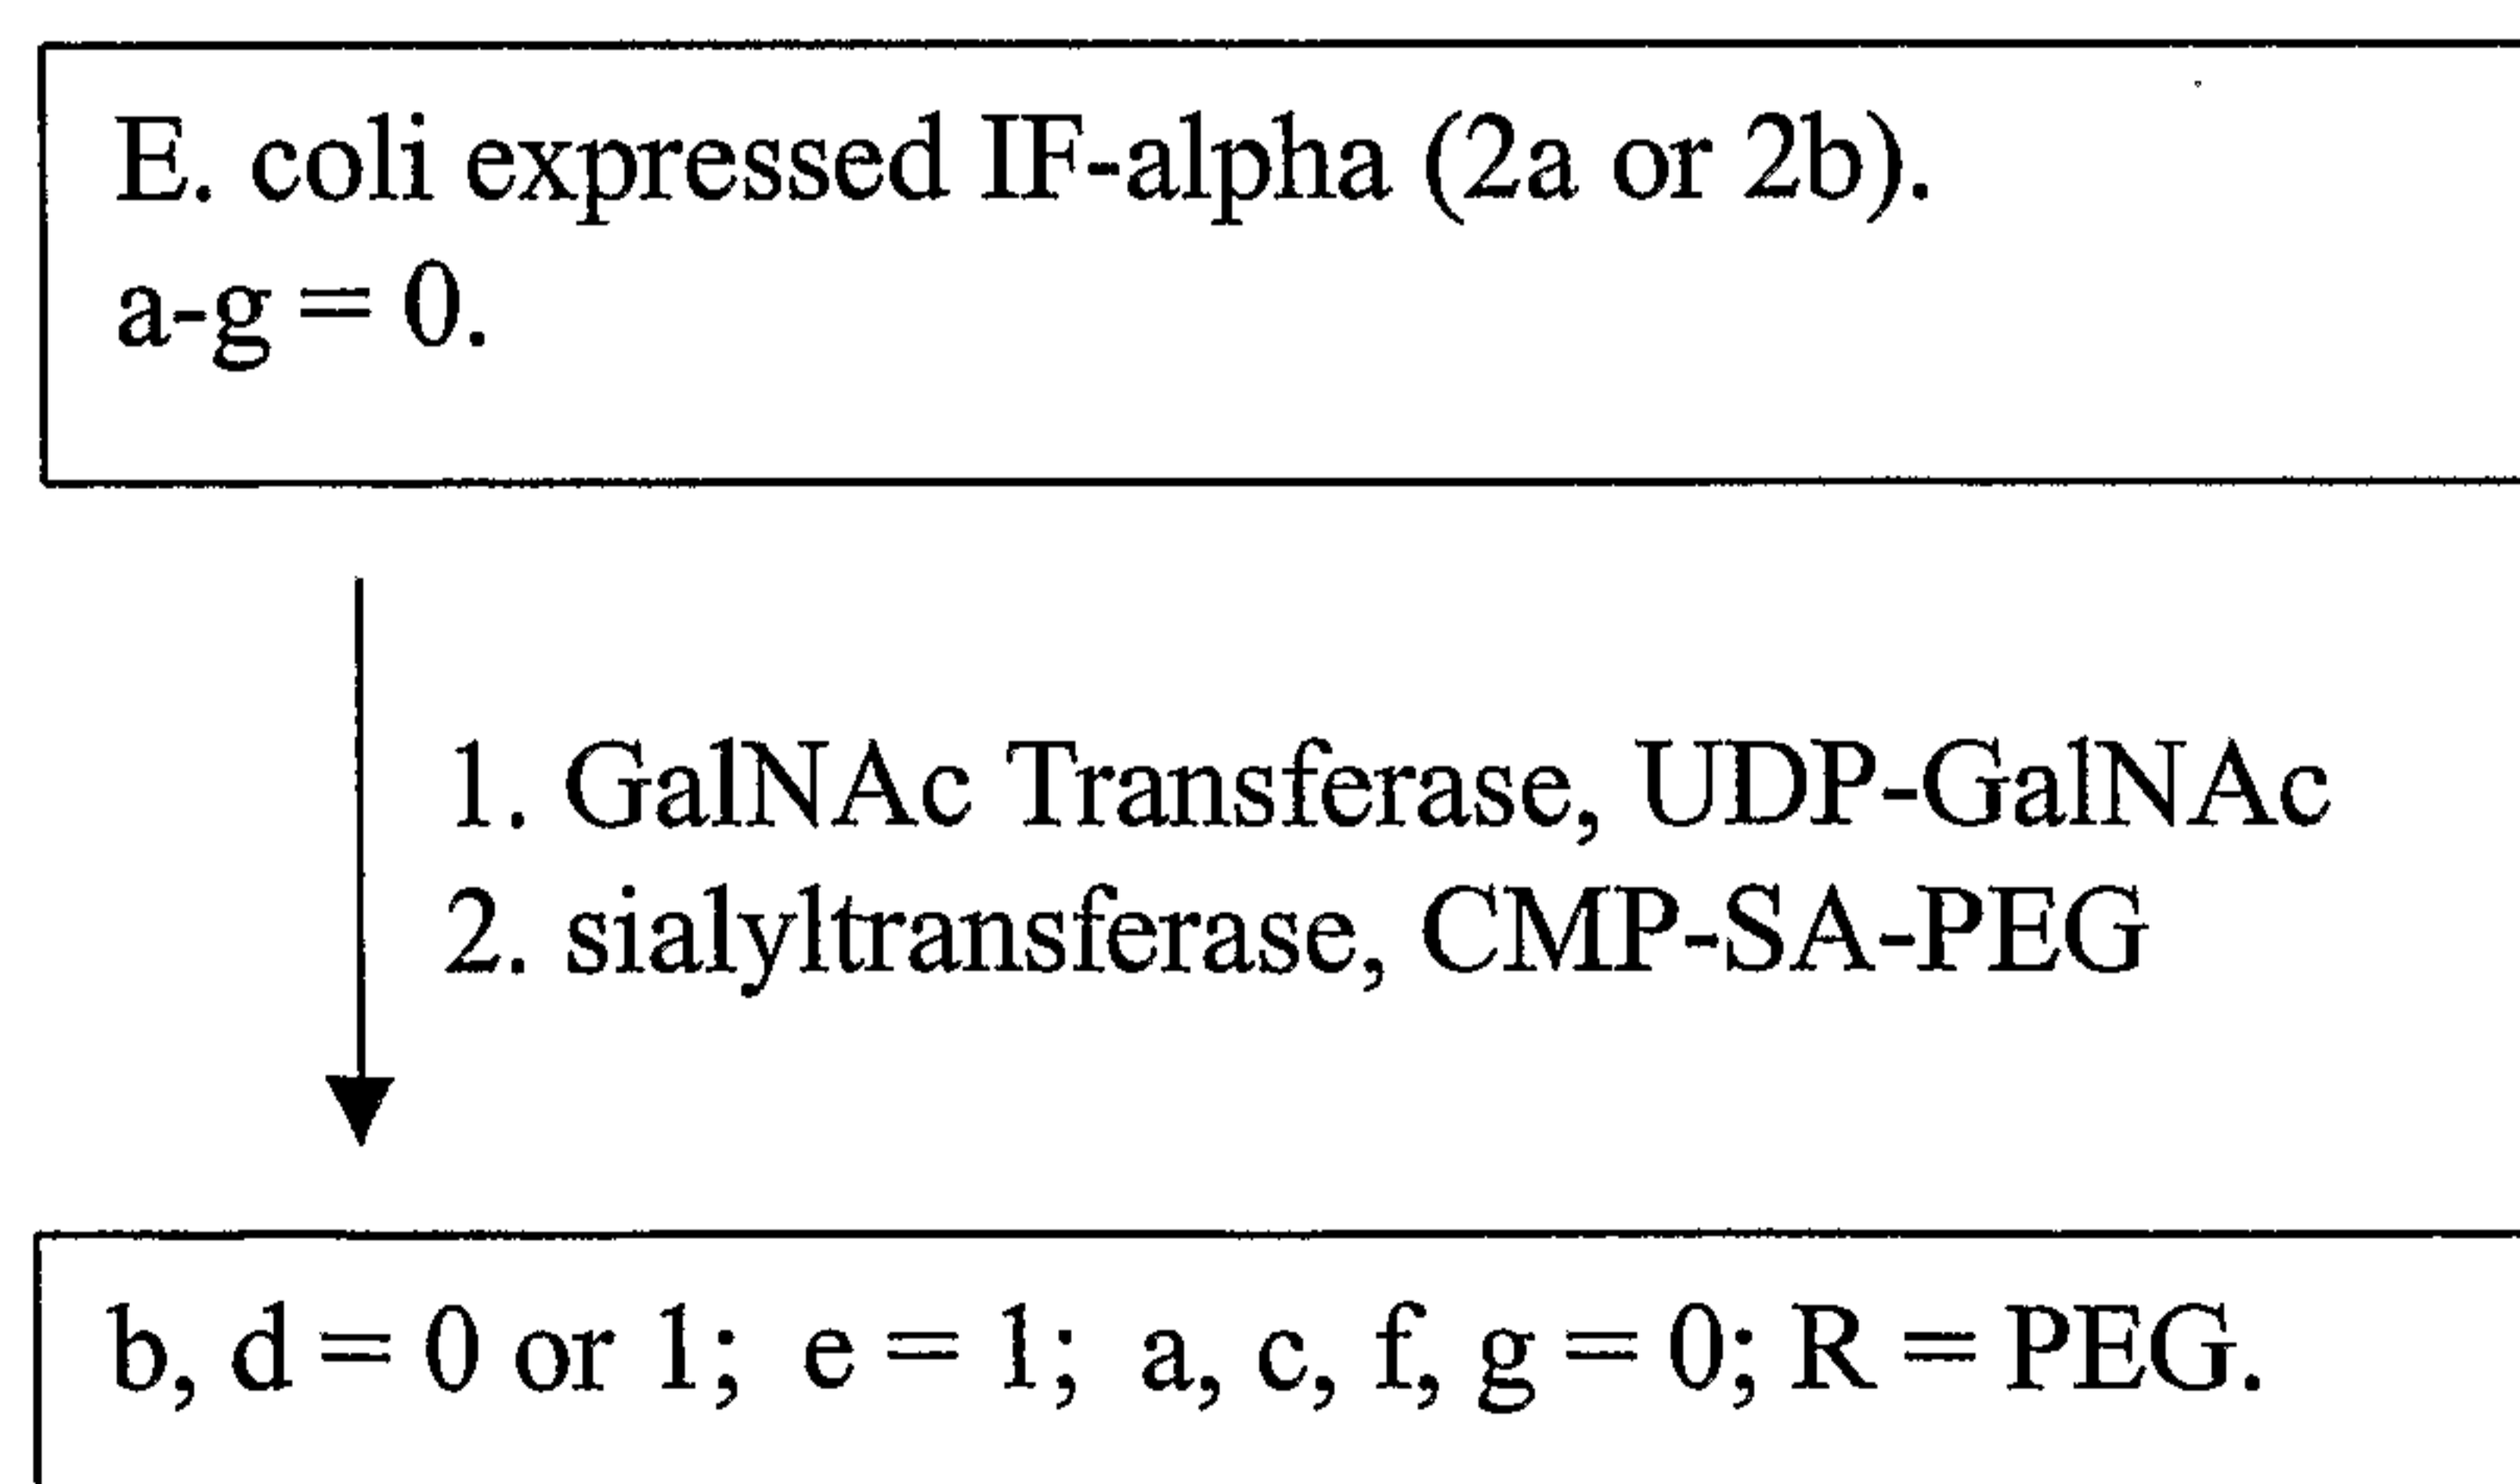 E. coli expressed IF-alpha (2a or 2b).
a-g = 0.
1. GalNAc Transferase, UDP-GalNAc
2. sialyltransferase, CMP-SA-PEG
b, d = 0 or 1; e = 1; a, c, f, g = 0; R = PEG.